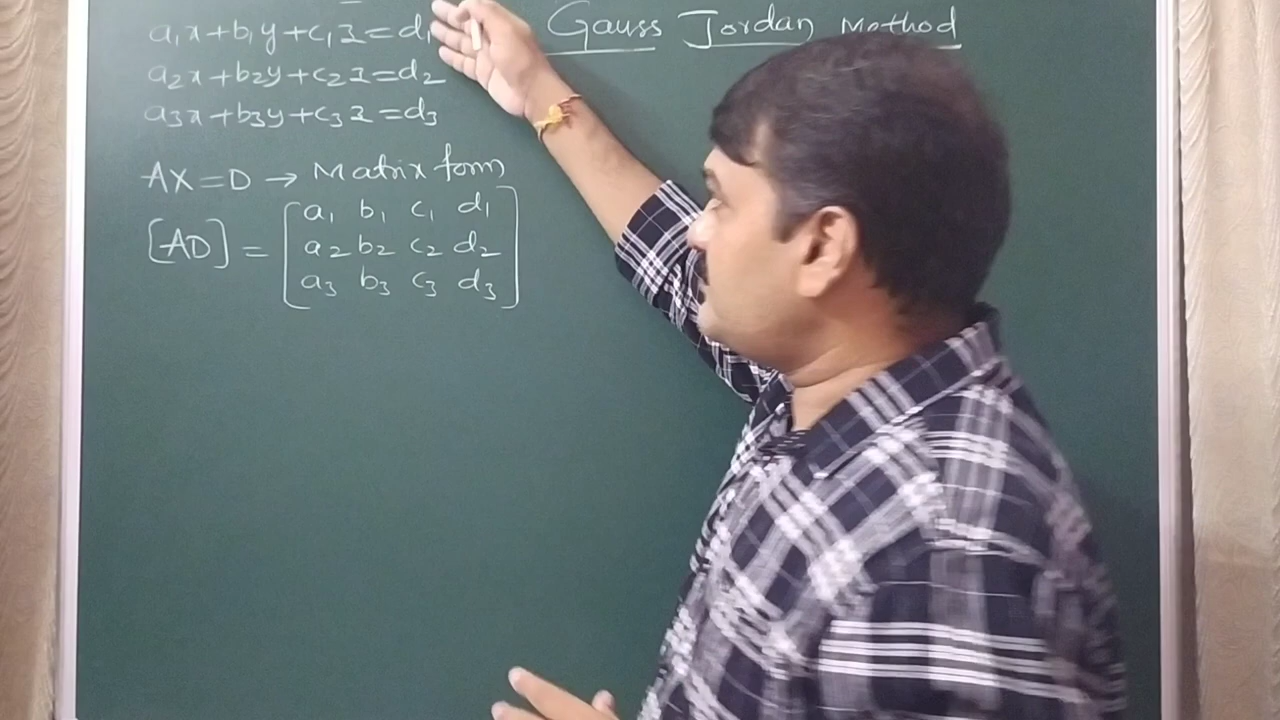 Gauss Jordan Method
a₁x+b₁y+c₁z=d₁
a₂x+b₂y+c₂z=d₂
a₃x+b₃y+c₃z=d₃
AX=D → Matrix form
[AD] = [a₁ b₁ c₁ d₁
a₂ b₂ c₂ d₂
a₃ b₃ c₃ d₃]